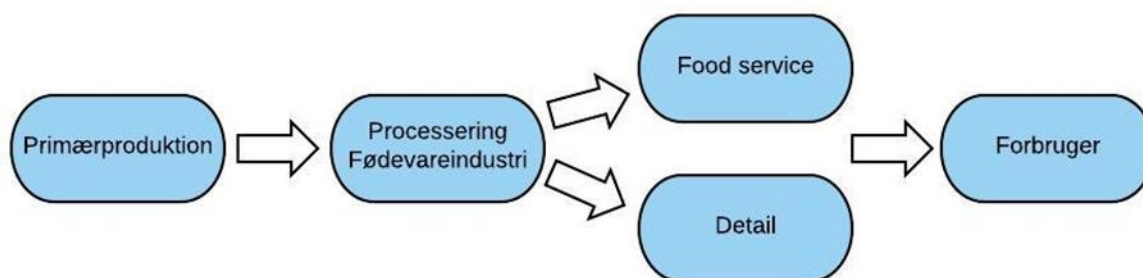 Primærproduktion
Processering
Fødevareindustri
Food service
Detail
Forbruger